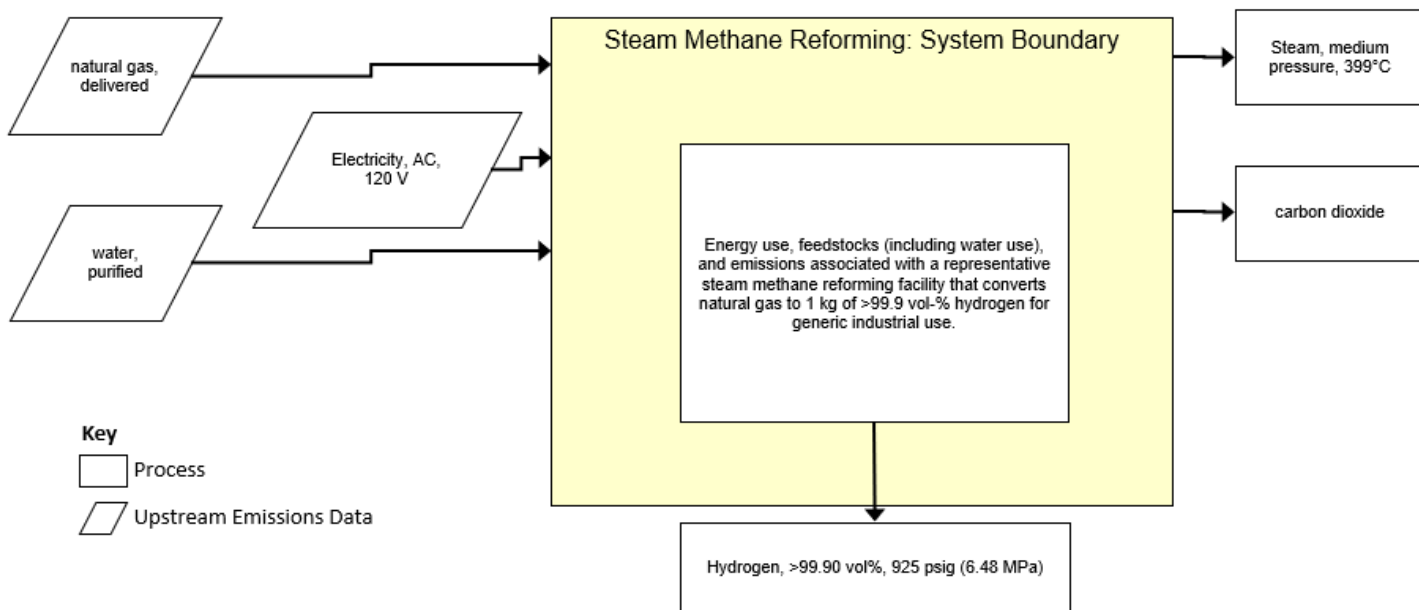 Steam Methane Reforming: System Boundary
natural gas,
delivered
Electricity, AC,
120 V
water,
purified
Energy use, feedstocks (including water use),
and emissions associated with a representative
steam methane reforming facility that converts
natural gas to 1 kg of >99.9 vol-% hydrogen for
generic industrial use.
Steam, medium
pressure, 399°C
carbon dioxide
Hydrogen, >99.90 vol%, 925 psig (6.48 MPa)
Key
Process
Upstream Emissions Data